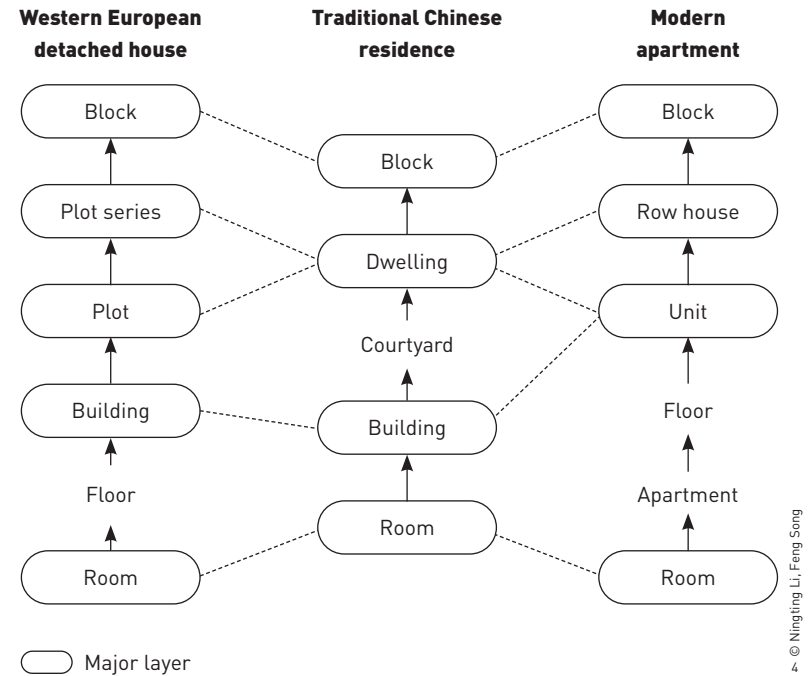 Western European
detached house
Block
Plot series
Plot
Building
Floor
Room
Traditional Chinese
residence
Block
Dwelling
Courtyard
Building
Room
Modern
apartment
Block
Row house
Unit
Floor
Apartment
Room
Major layer
4 © Ningting Li, Feng Song